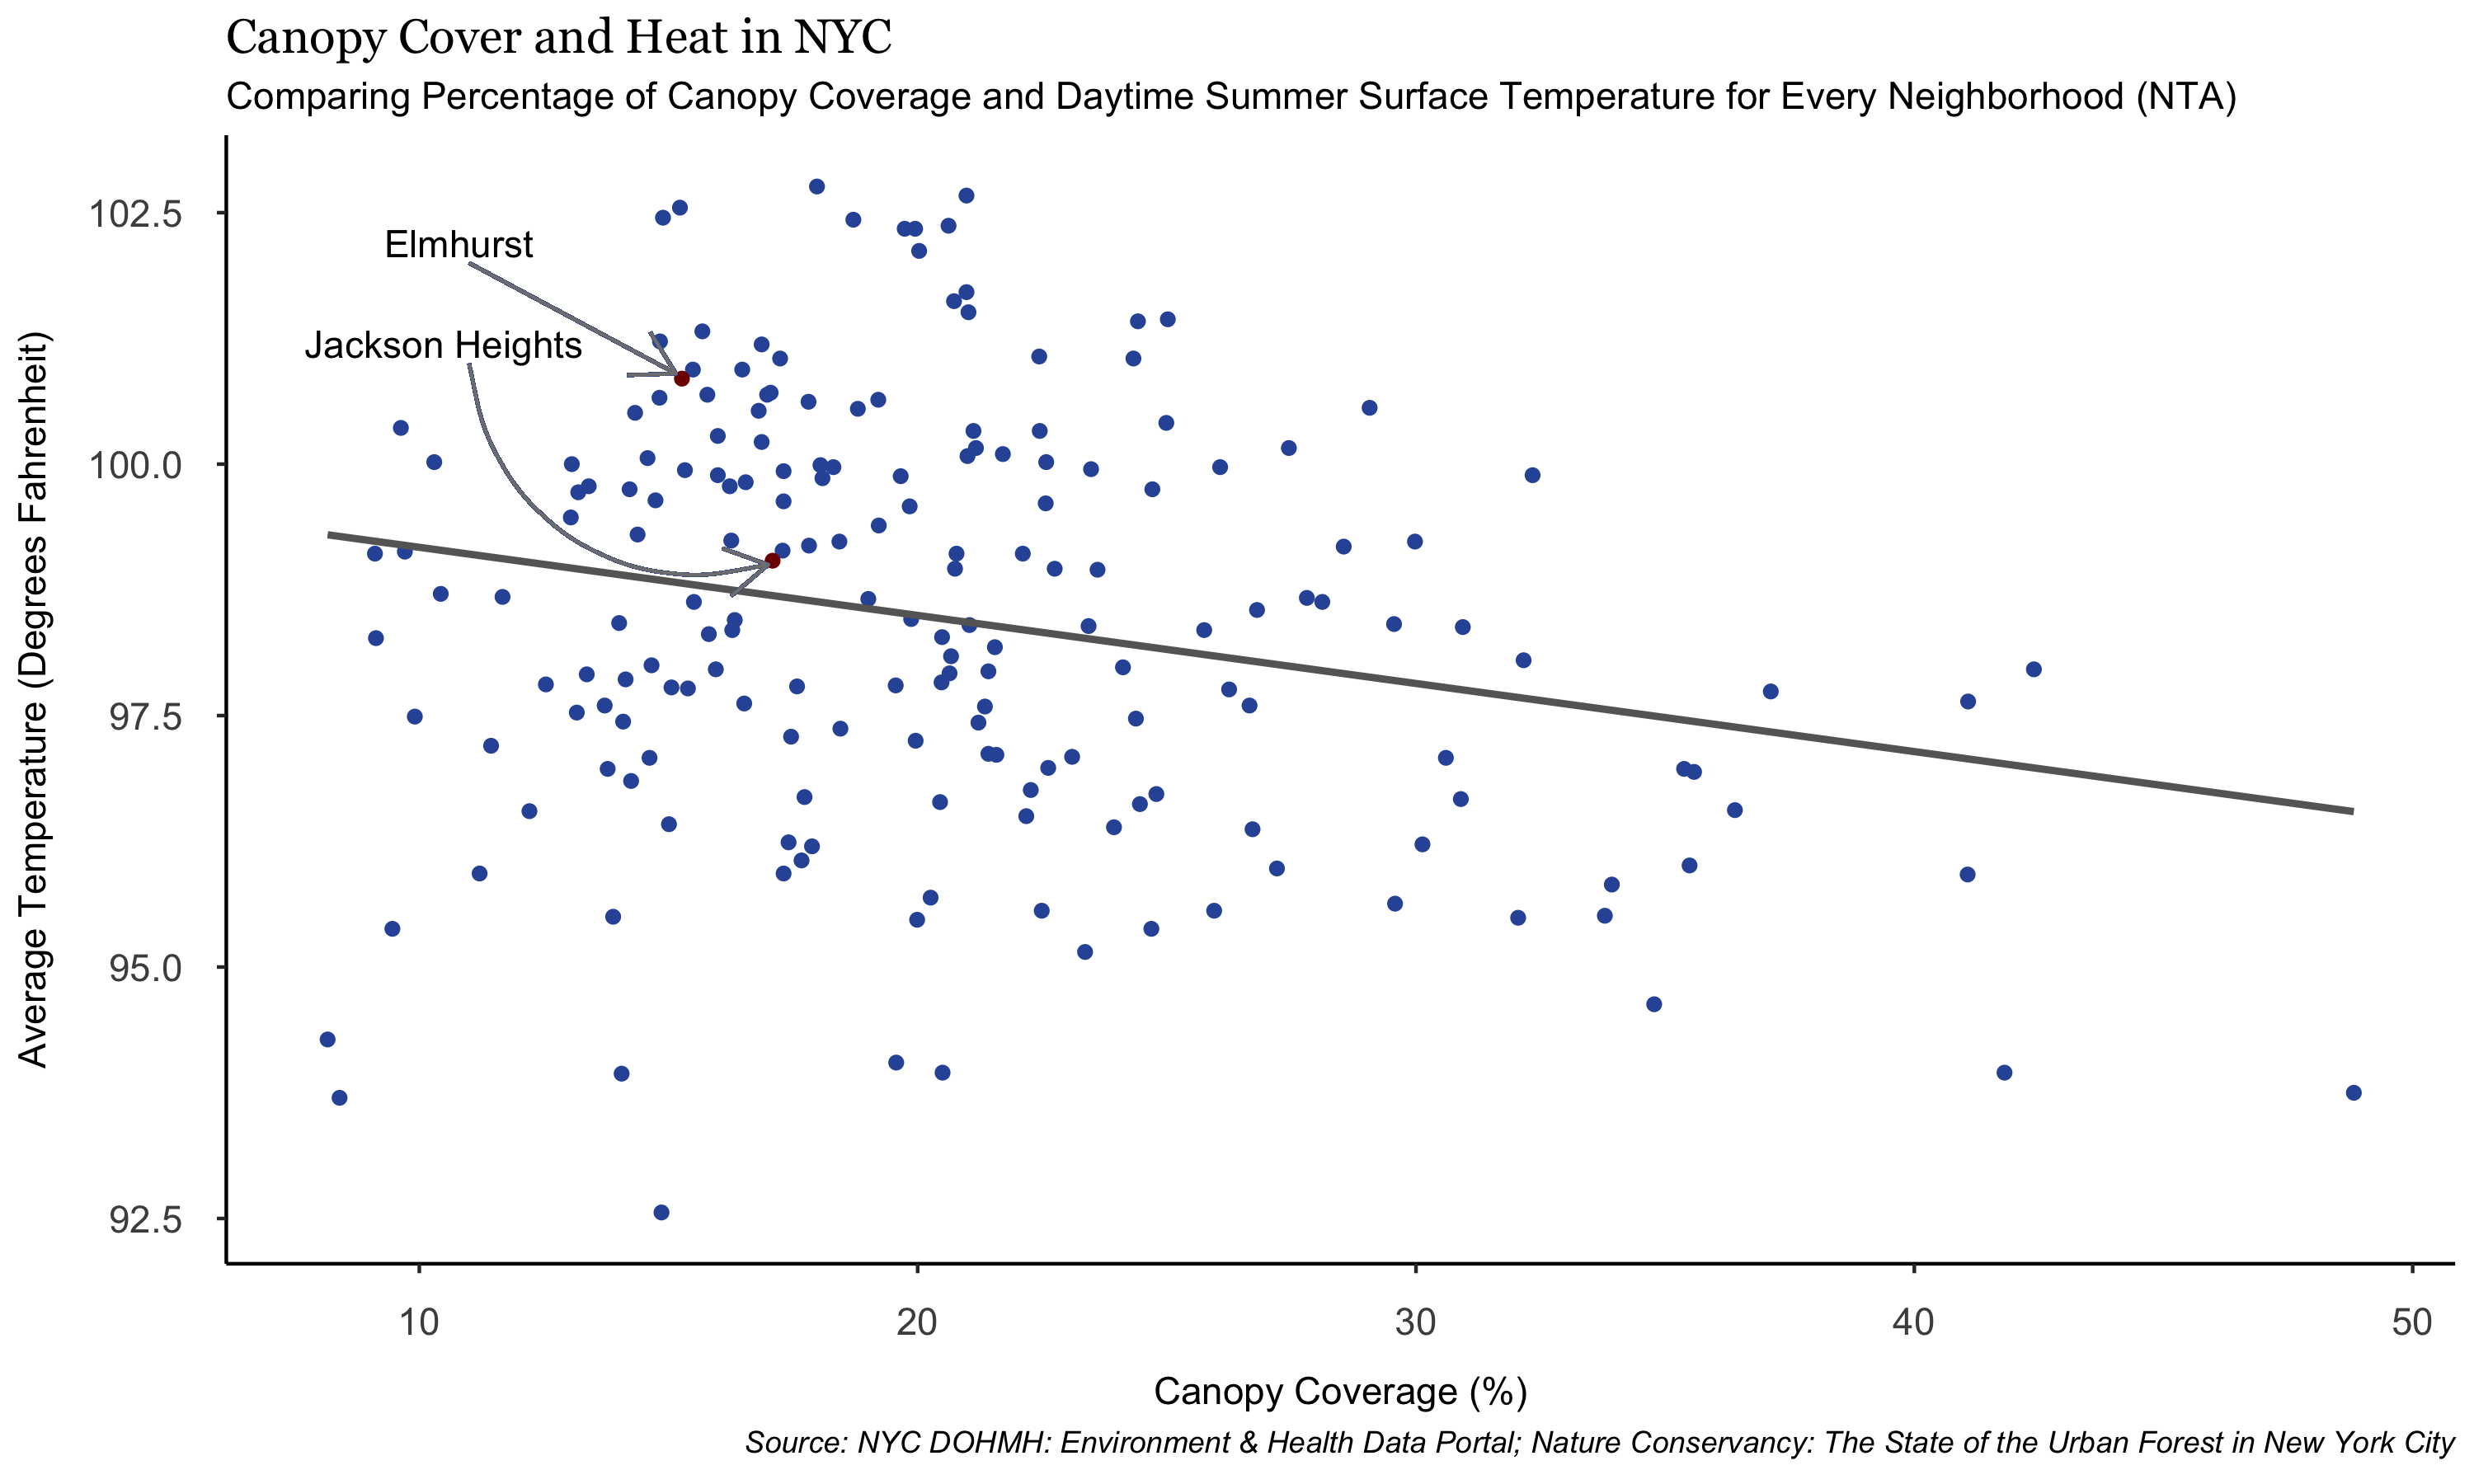 Canopy Cover and Heat in NYC
Comparing Percentage of Canopy Coverage and Daytime Summer Surface Temperature for Every Neighborhood (NTA)
Average Temperature (Degrees Fahrenheit)
102.5
100.0
97.5
95.0
92.5
Elmhurst
Jackson Heights
10 20 30 40 50
Canopy Coverage (%)
Source: NYC DOHMH: Environment & Health Data Portal; Nature Conservancy: The State of the Urban Forest in New York City